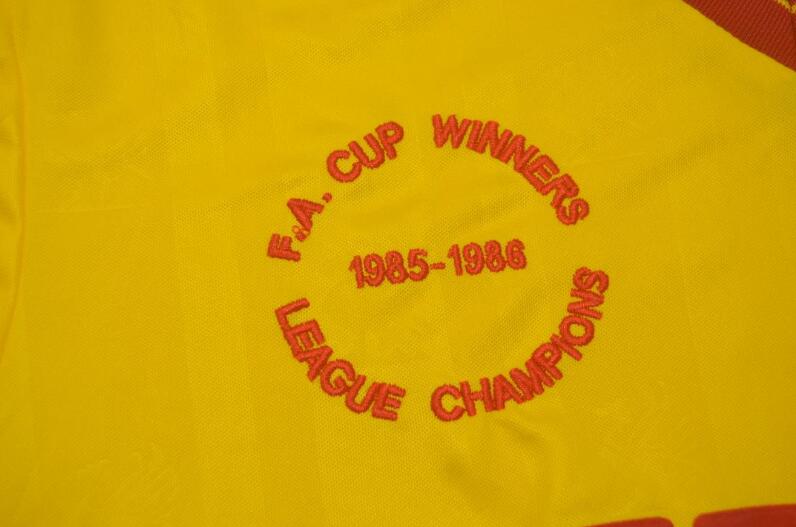 F.A. CUP WINNERS
1985-1986
LEAGUE CHAMPIONS